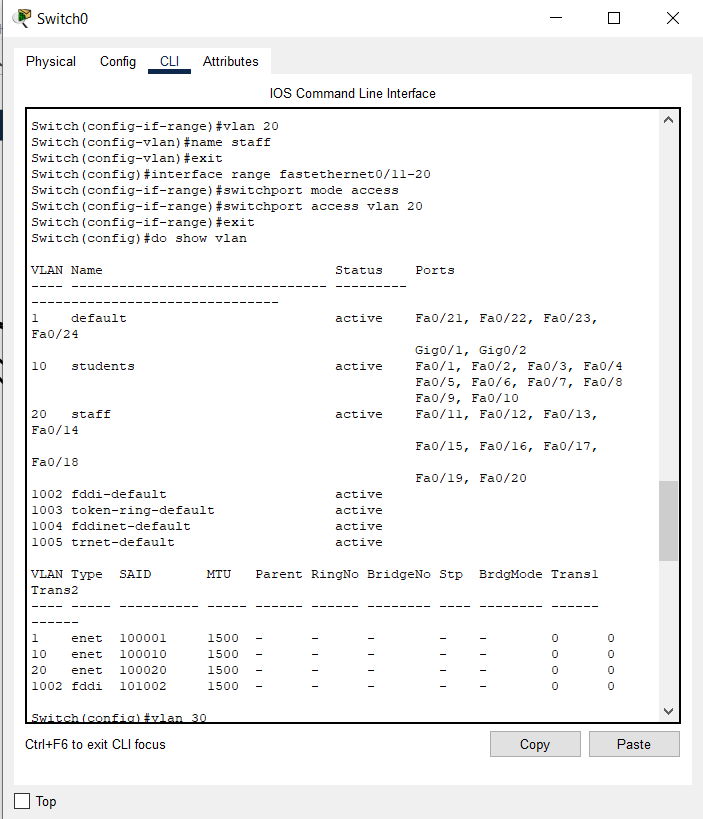 Switch0
Physical Config CLI Attributes
IOS Command Line Interface
Switch(config-if-range)#vlan 20
Switch(config-vlan)#name staff
Switch(config-vlan)#exit
Switch(config)#interface range fastethernet0/11-20
Switch(config-if-range)#switchport mode access
Switch(config-if-range)#switchport access vlan 20
Switch(config-if-range)#exit
Switch(config)#do show vlan
VLAN Name                             Status    Ports
---- -------------------------------- ---------
-------------------------------
1    default                          active    Fa0/21, Fa0/22, Fa0/23,
Fa0/24
                                                Gig0/1, Gig0/2
10   students                         active    Fa0/1, Fa0/2, Fa0/3, Fa0/4
                                                Fa0/5, Fa0/6, Fa0/7, Fa0/8
                                                Fa0/9, Fa0/10
20   staff                            active    Fa0/11, Fa0/12, Fa0/13,
Fa0/14
                                                Fa0/15, Fa0/16, Fa0/17,
Fa0/18
                                                Fa0/19, Fa0/20
1002 fddi-default                     active
1003 token-ring-default               active
1004 fddinet-default                  active
1005 trnet-default                    active
VLAN Type  SAID       MTU   Parent RingNo BridgeNo Stp  BrdgMode Trans1
Trans2
---- ----- ---------- ----- ------ ------ -------- ---- -------- ------
------
1    enet  100001     1500  -      -      -        -    -        0      0
10   enet  100010     1500  -      -      -        -    -        0      0
20   enet  100020     1500  -      -      -        -    -        0      0
1002 fddi  101002     1500  -      -      -        -    -        0      0
Switch(config)#vlan 30
Ctrl+F6 to exit CLI focus
Copy
Paste
Top